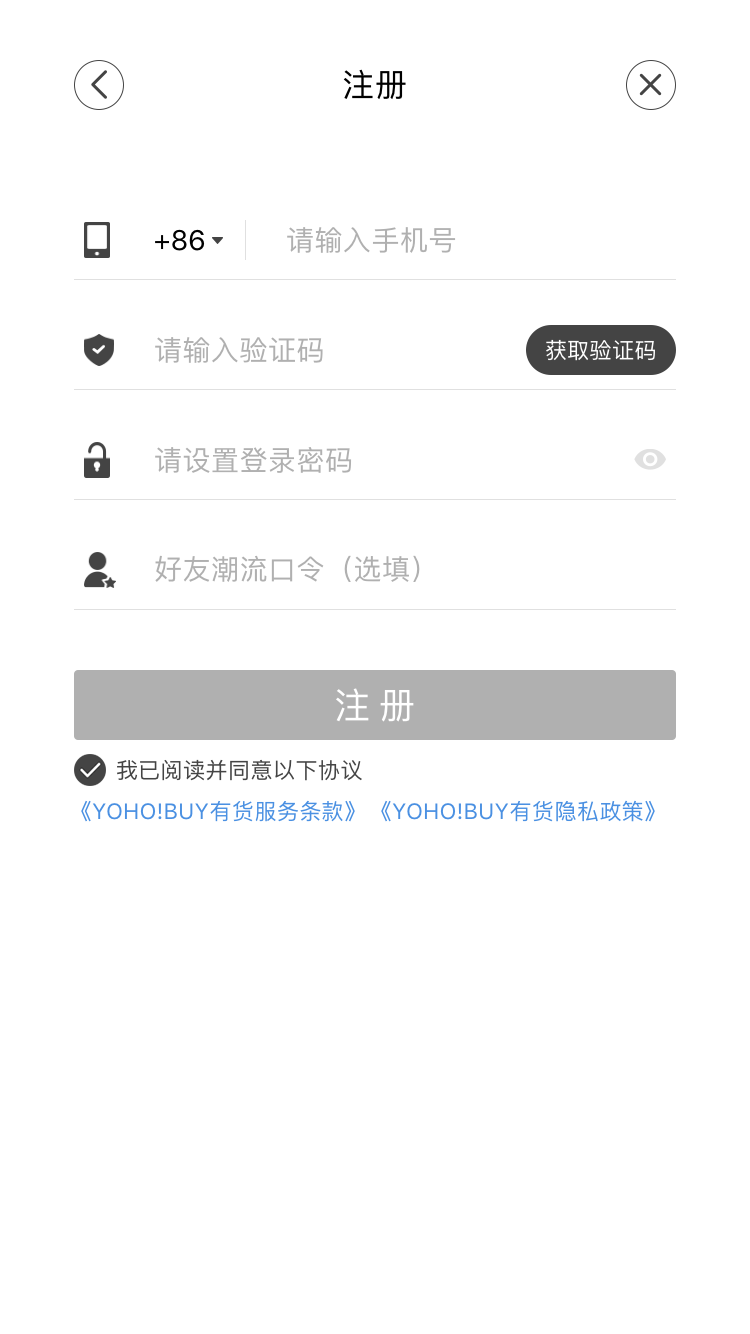 注册
+86 请输入手机号
请输入验证码 获取验证码
请设置登录密码
好友潮流口令（选填）
注 册
我已阅读并同意以下协议
《YOHO!BUY有货服务条款》《YOHO!BUY有货隐私政策》